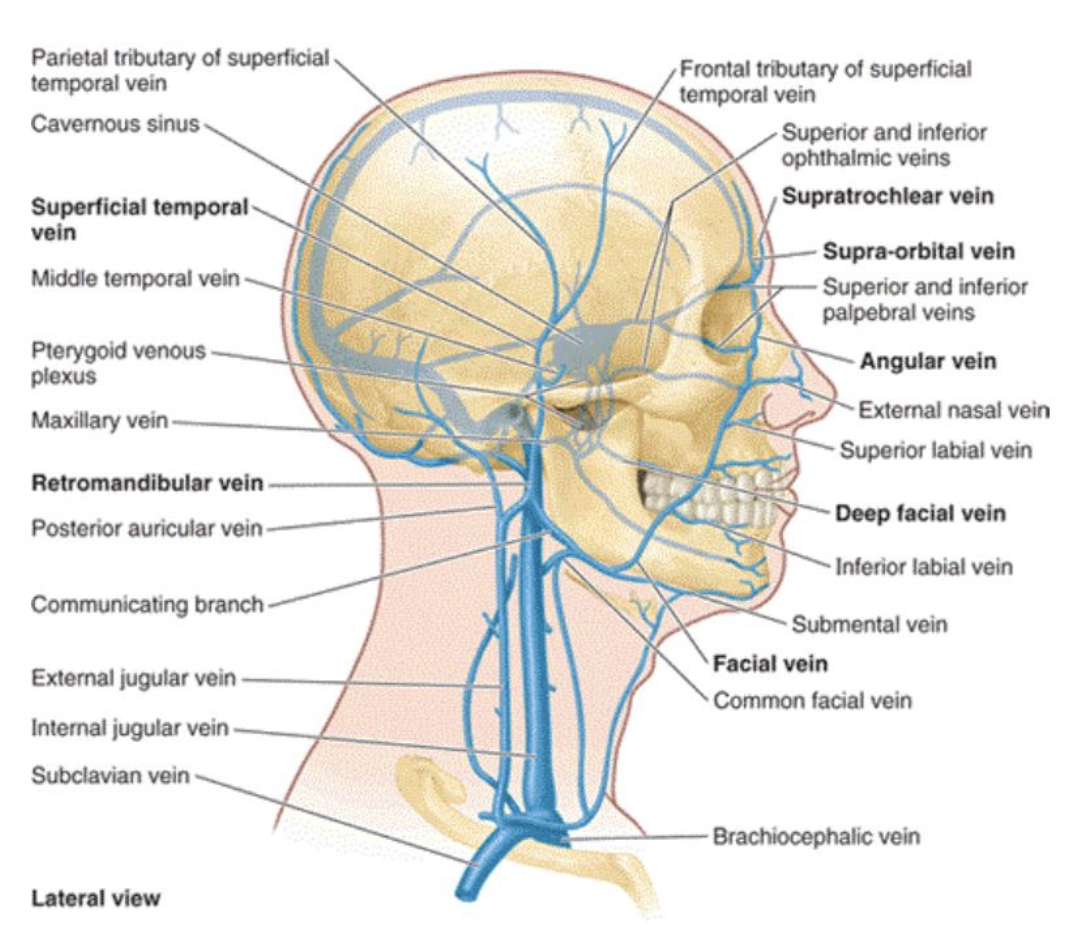 Parietal tributary of superficial
temporal vein
Cavernous sinus
Superficial temporal
vein
Middle temporal vein
Pterygoid venous
plexus
Maxillary vein
Retromandibular vein
Posterior auricular vein
Communicating branch
External jugular vein
Internal jugular vein
Subclavian vein
Lateral view
Frontal tributary of superficial
temporal vein
Superior and inferior
ophthalmic veins
Supratrochlear vein
Supra-orbital vein
Superior and inferior
palpebral veins
Angular vein
External nasal vein
Superior labial vein
Deep facial vein
Inferior labial vein
Submental vein
Facial vein
Common facial vein
Brachiocephalic vein